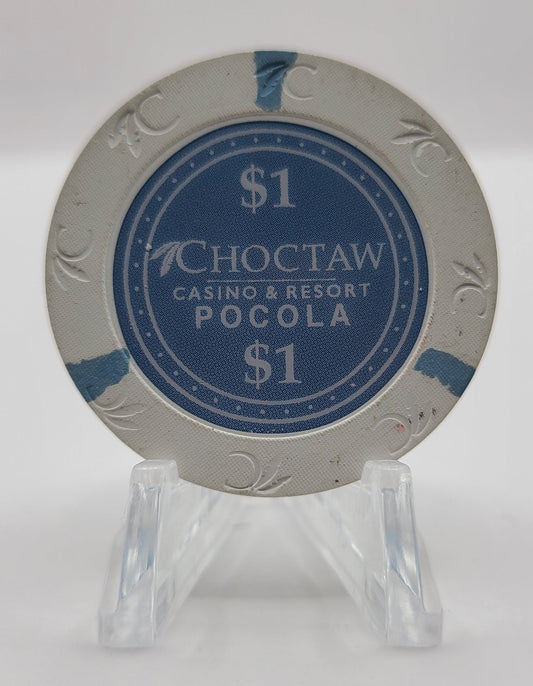 $1
CHOCTAW
CASINO & RESORT
POCOLA
$1